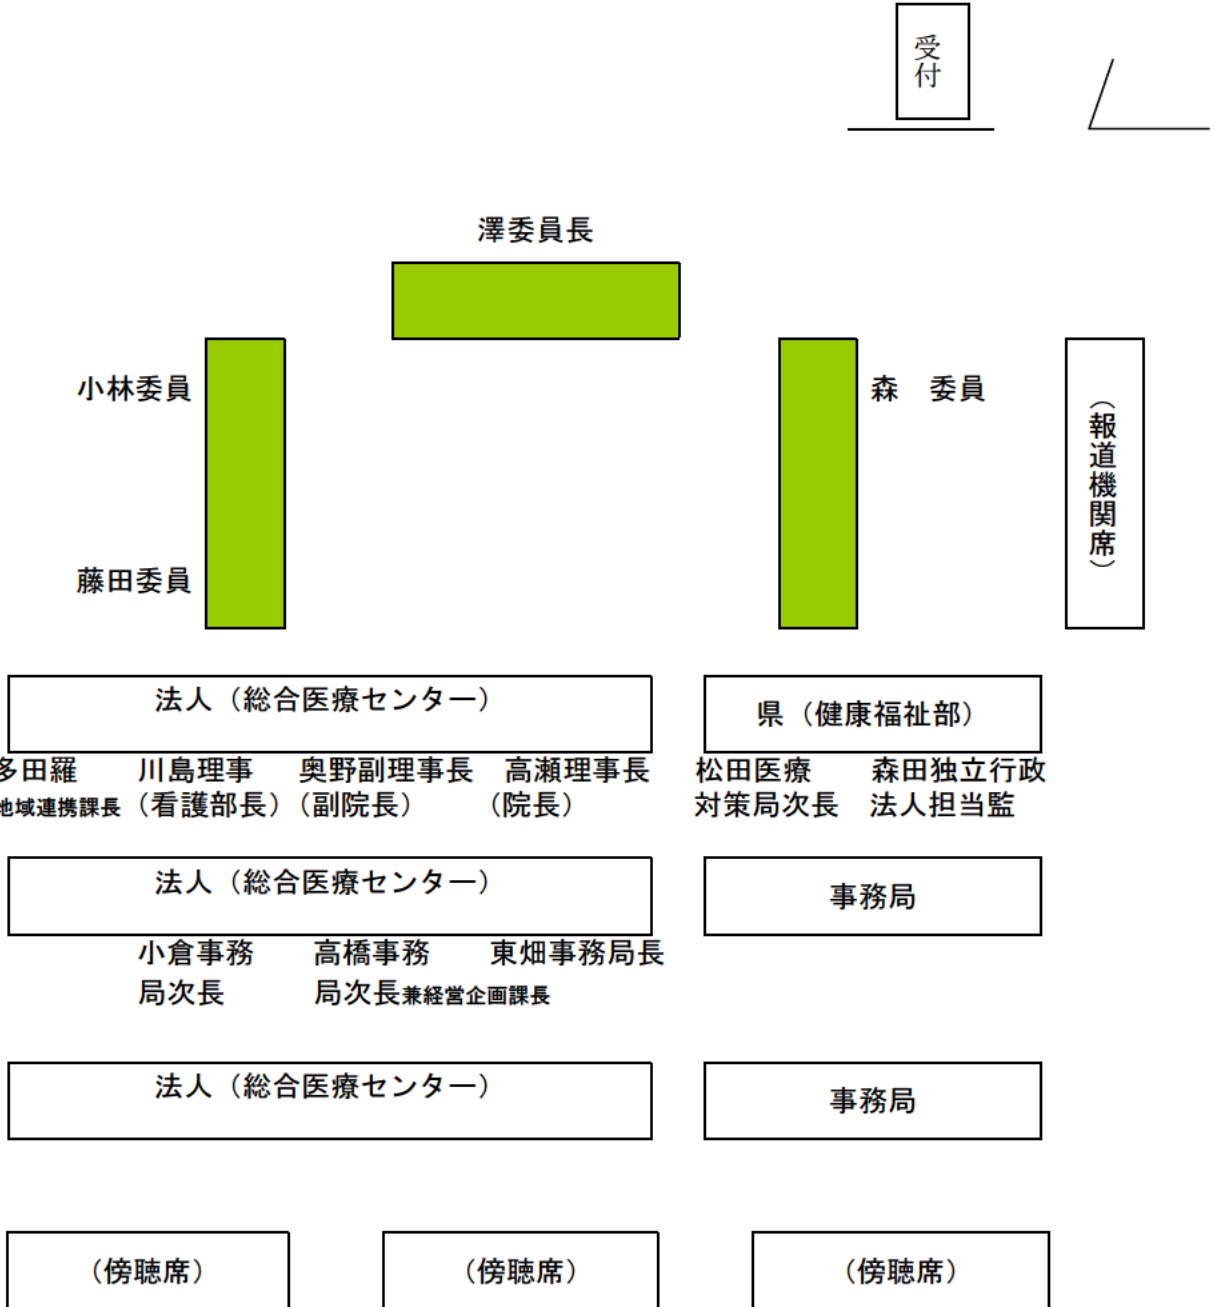 受付
澤委員長
小林委員
森　委員
（報道機関席）
藤田委員
法人（総合医療センター）
県（健康福祉部）
多田羅　川島理事　奥野副理事長　高瀬理事長　松田医療　森田独立行政
地域連携課長（看護部長）（副院長）　（院長）　対策局次長　法人担当監
法人（総合医療センター）
事務局
小倉事務　高橋事務　東畑事務局長
局次長　局次長兼経営企画課長
法人（総合医療センター）
事務局
（傍聴席）　（傍聴席）　（傍聴席）